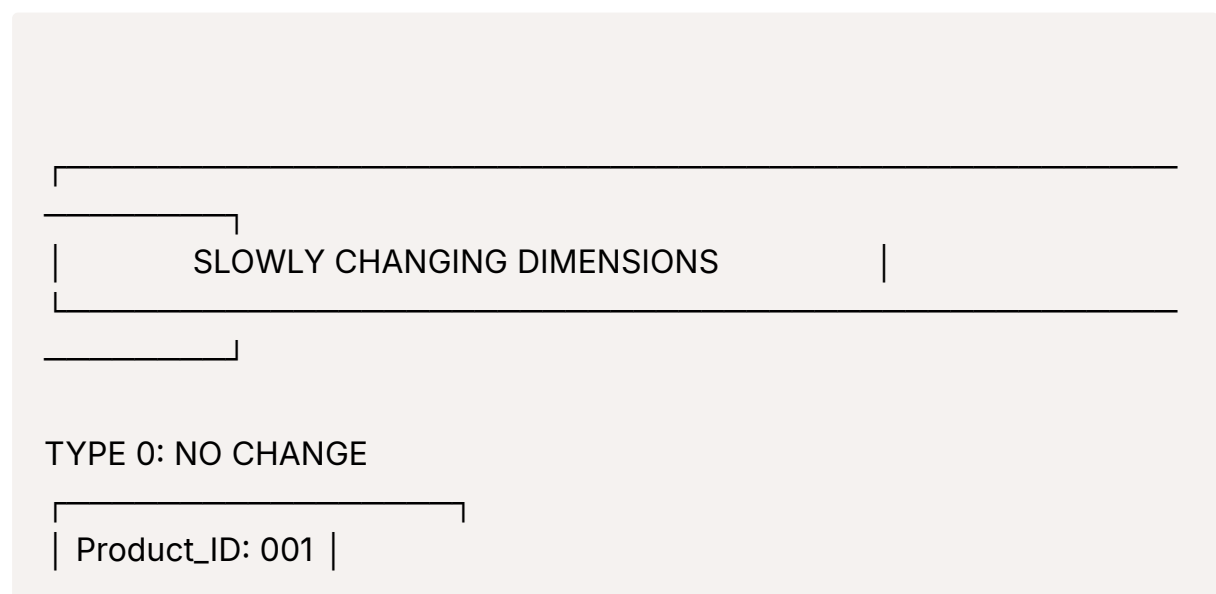 ┌──────────────────────────────────────────────────
─────────┐
│ SLOWLY CHANGING DIMENSIONS │
└──────────────────────────────────────────────────
─────────┘
TYPE 0: NO CHANGE
┌──────────────────┐
│ Product_ID: 001 │